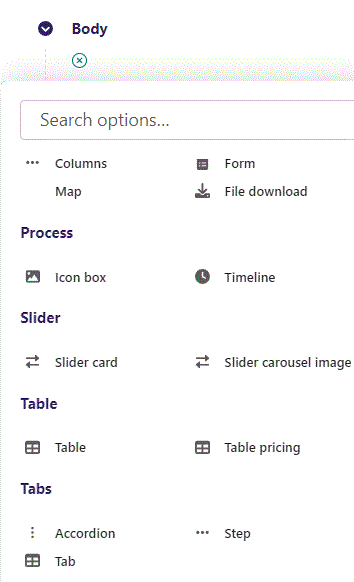 Body
Search options...
Columns Form
Map File download
Process
Icon box Timeline
Slider
Slider card Slider carousel image
Table
Table Table pricing
Tabs
Accordion Step
Tab